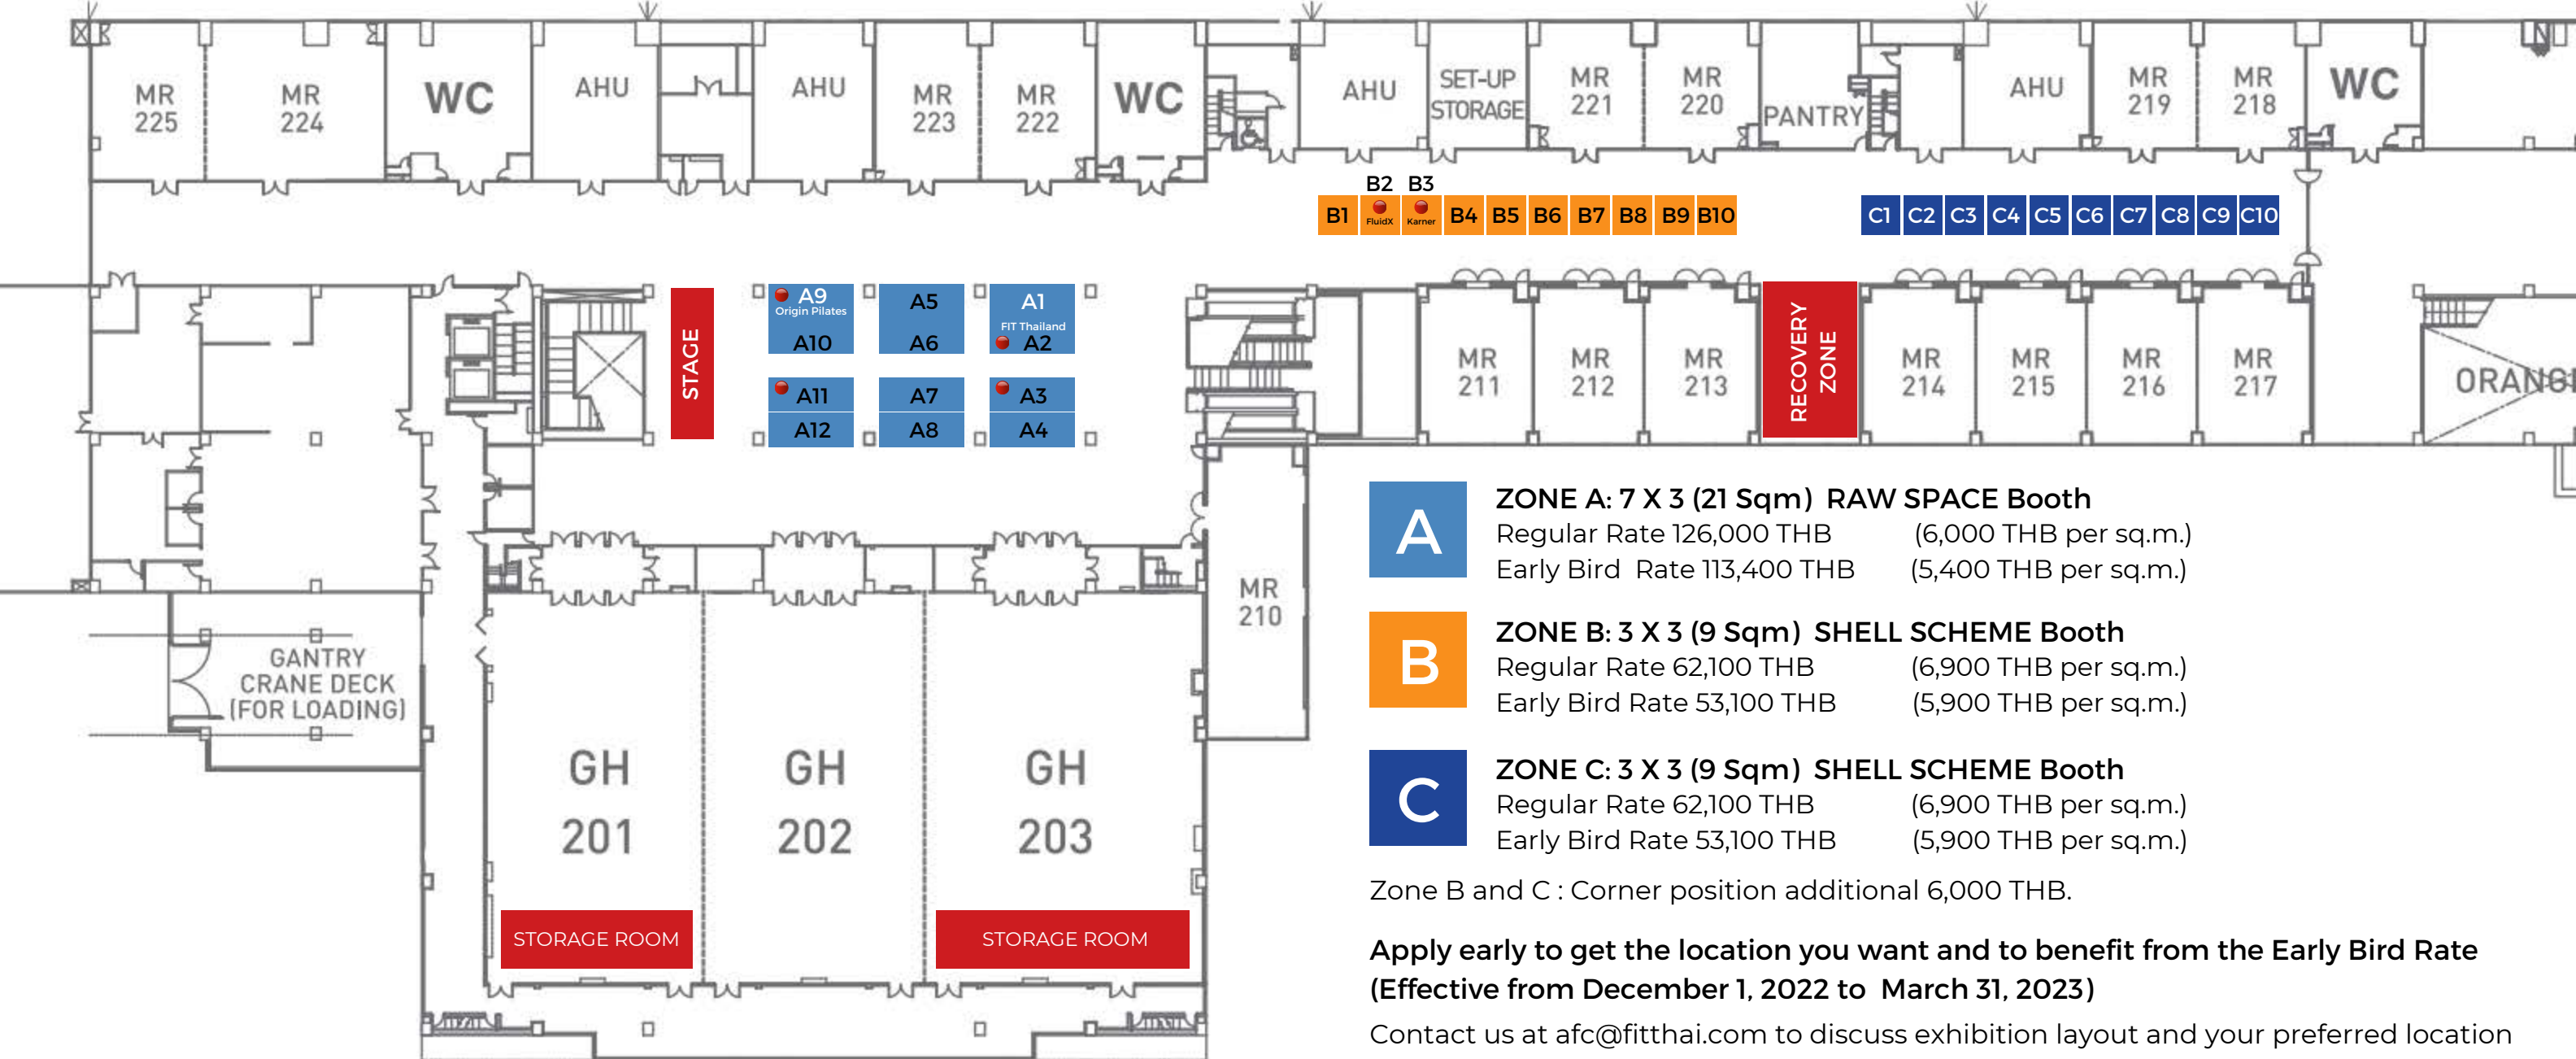 MR
225
MR
224
WC
AHU
AHU
MR
223
MR
222
WC
AHU
SET-UP
STORAGE
MR
221
MR
220
PANTRY
AHU
MR
219
MR
218
WC
B2 B3
B1 FluidX Karner B4 B5 B6 B7 B8 B9 B10
C1 C2 C3 C4 C5 C6 C7 C8 C9 C10
STAGE
A9
Origin Pilates
A10
A5
A6
A1
FIT Thailand
A2
A11
A12
A7
A8
A3
A4
MR
211
MR
212
MR
213
RECOVERY
ZONE
MR
214
MR
215
MR
216
MR
217
MR
210
GANTRY
CRANE DECK
(FOR LOADING)
GH
201
GH
202
GH
203
STORAGE ROOM
STORAGE ROOM
A
ZONE A: 7 X 3 (21 Sqm) RAW SPACE Booth
Regular Rate 126,000 THB (6,000 THB per sq.m.)
Early Bird Rate 113,400 THB (5,400 THB per sq.m.)
B
ZONE B: 3 X 3 (9 Sqm) SHELL SCHEME Booth
Regular Rate 62,100 THB (6,900 THB per sq.m.)
Early Bird Rate 53,100 THB (5,900 THB per sq.m.)
C
ZONE C: 3 X 3 (9 Sqm) SHELL SCHEME Booth
Regular Rate 62,100 THB (6,900 THB per sq.m.)
Early Bird Rate 53,100 THB (5,900 THB per sq.m.)
Zone B and C : Corner position additional 6,000 THB.
Apply early to get the location you want and to benefit from the Early Bird Rate
(Effective from December 1, 2022 to March 31, 2023)
Contact us at afc@fitthai.com to discuss exhibition layout and your preferred location